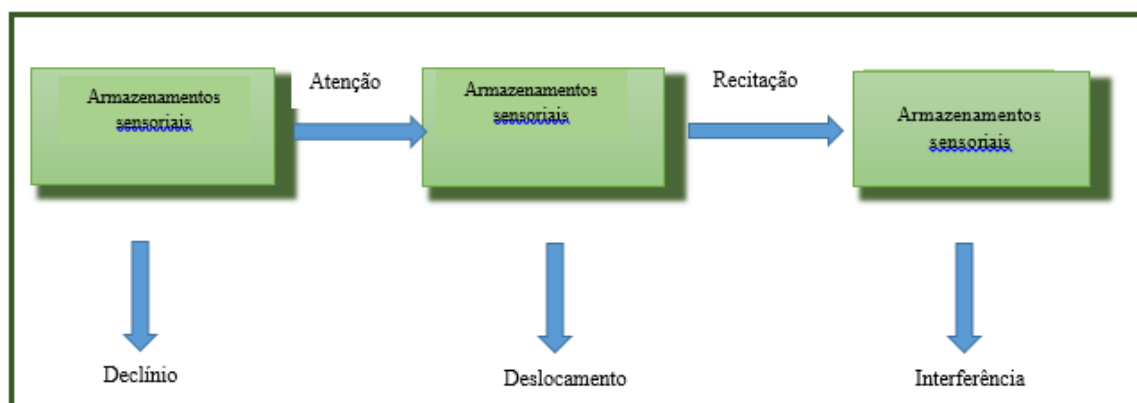 Armazenamentos
sensoriais
Atenção
Armazenamentos
sensoriais
Recitação
Armazenamentos
sensoriais
Declínio
Deslocamento
Interferência